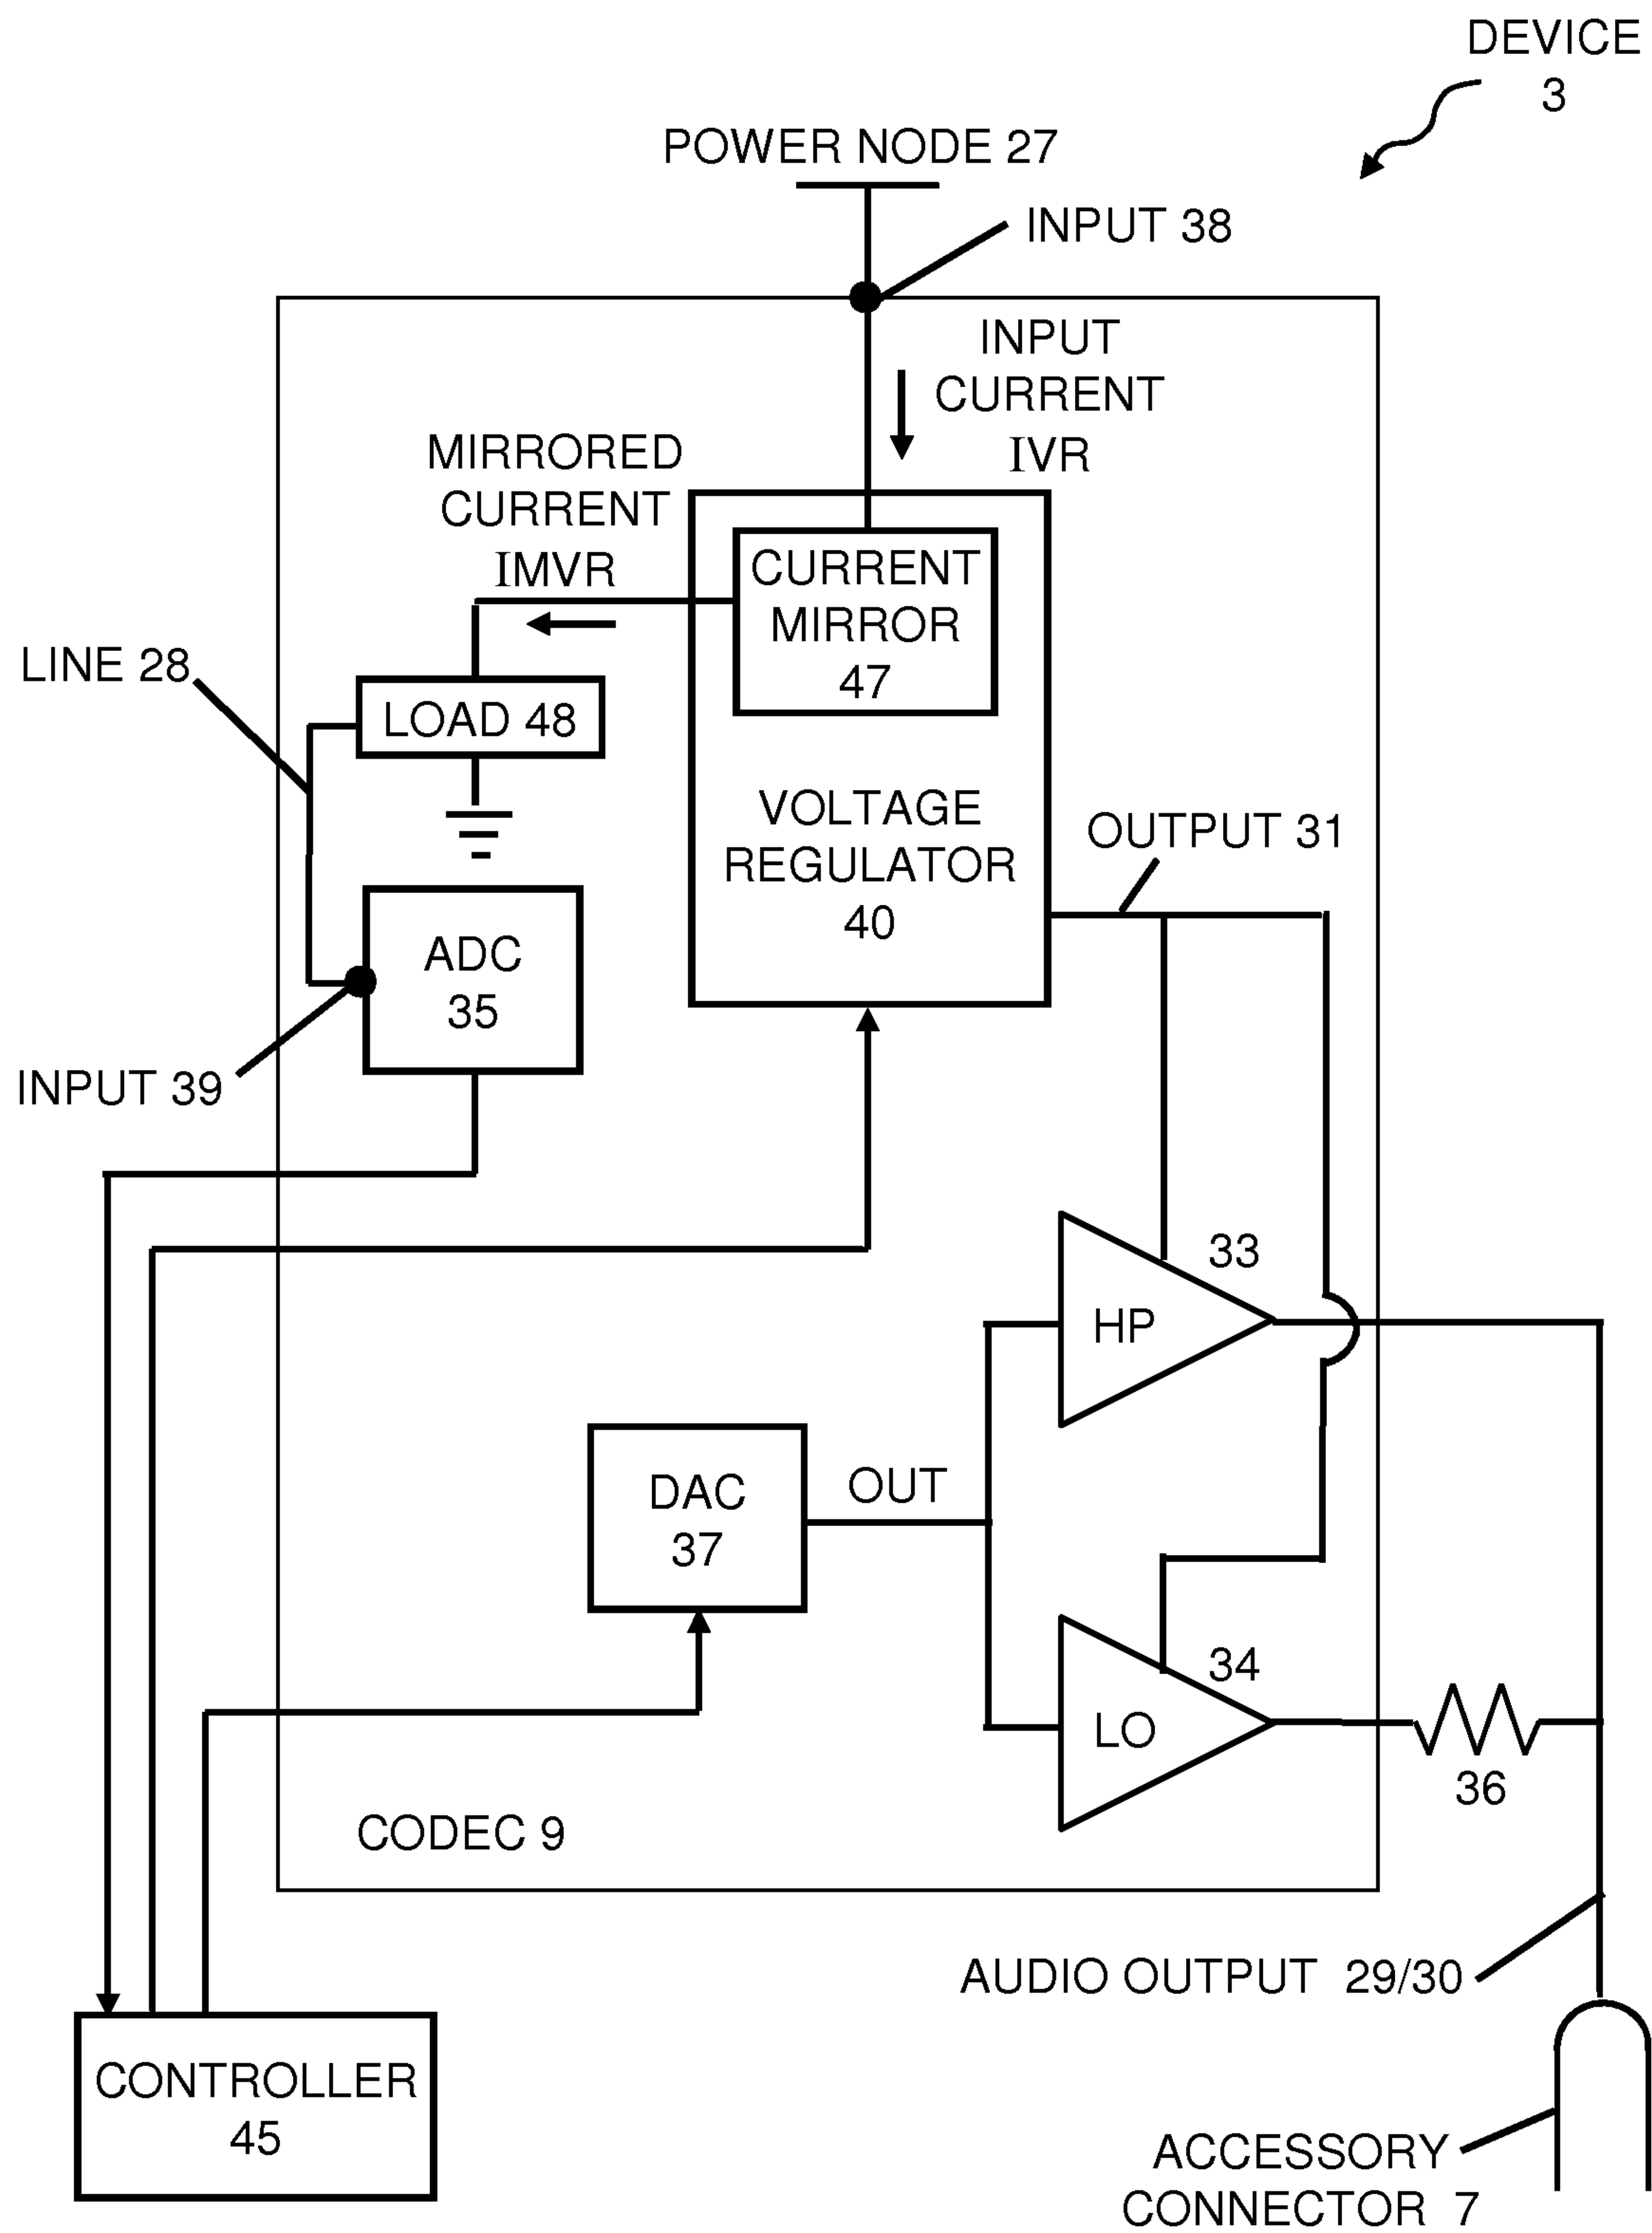 DEVICE
3
POWER NODE 27
INPUT 38
INPUT
CURRENT
IVR
MIRRORED
CURRENT
IMVR
CURRENT
MIRROR
47
LINE 28
LOAD 48
VOLTAGE
REGULATOR
40
OUTPUT 31
ADC
35
INPUT 39
33
HP
DAC
37
OUT
34
LO
36
CODEC 9
AUDIO OUTPUT 29/30
CONTROLLER
45
ACCESSORY
CONNECTOR 7